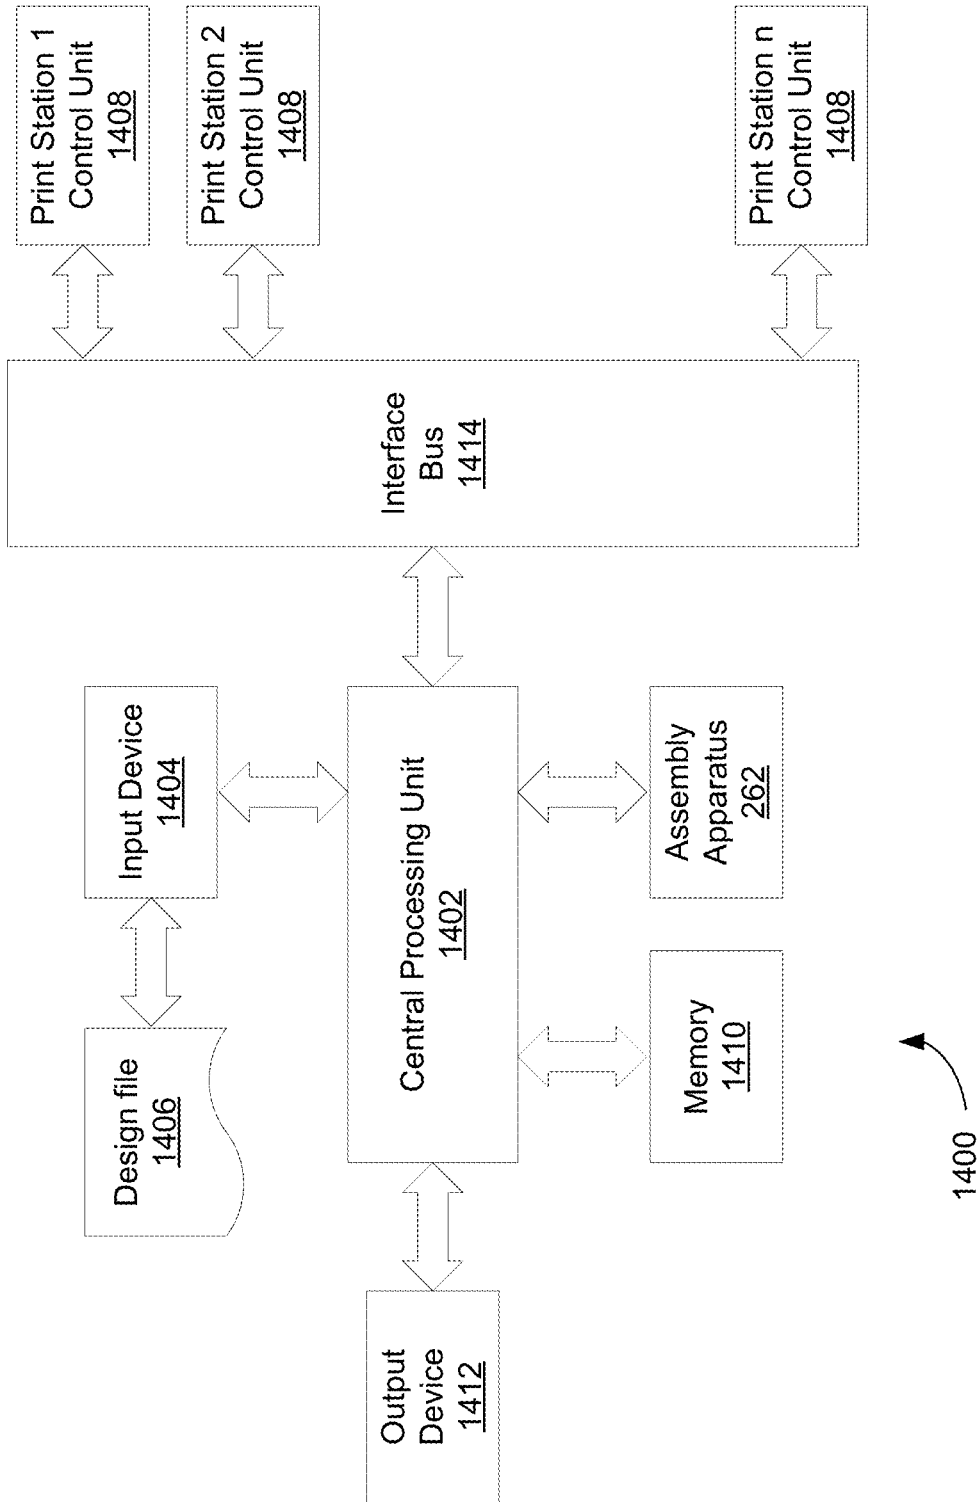 Design file
1406
Input Device
1404
Print Station 1
Control Unit
1408
Print Station 2
Control Unit
1408
Output
Device
1412
Central Processing Unit
1402
Interface
Bus
1414
Memory
1410
Assembly
Apparatus
262
Print Station n
Control Unit
1408
1400